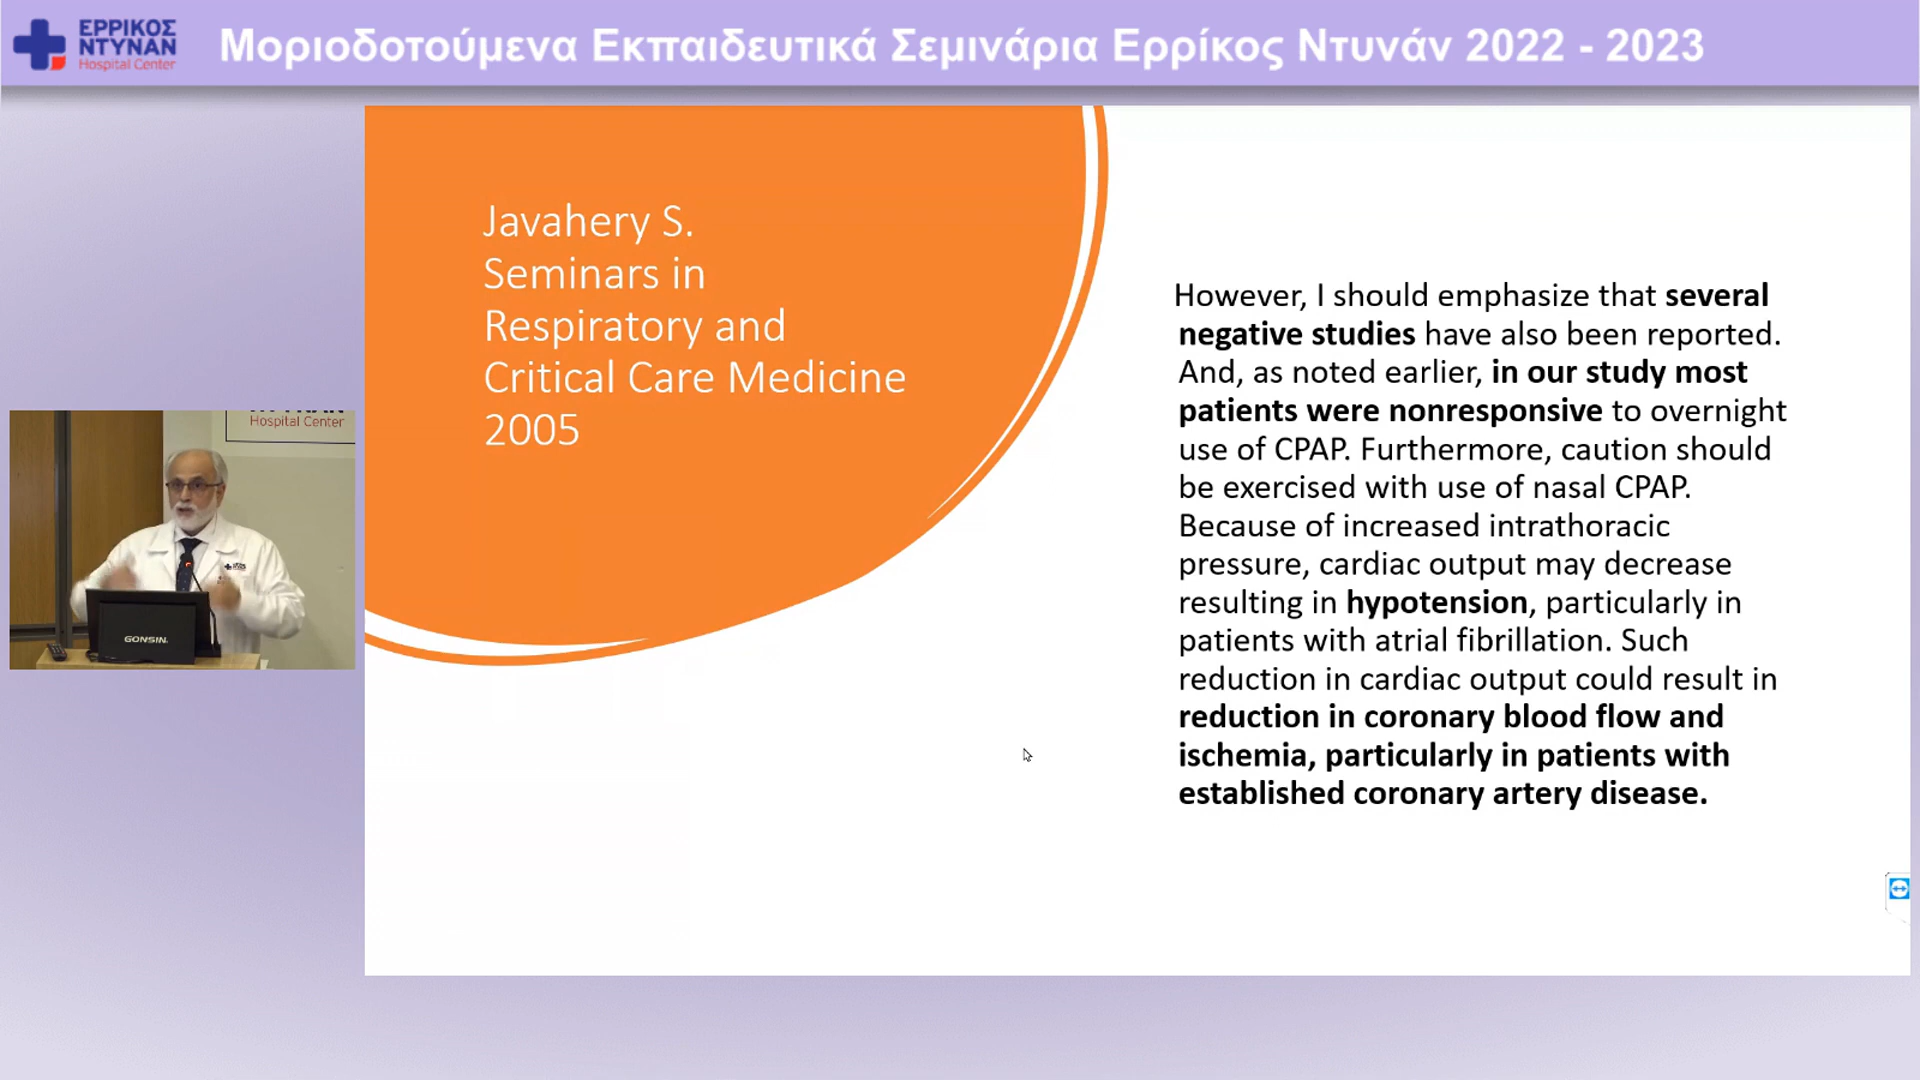 ΕΡΡΙΚΟΣ
ΝΤΥΝΑΝ
Hospital Center
Μοριοδοτούμενα Εκπαιδευτικά Σεμινάρια Ερρίκος Ντυνάν 2022 - 2023
Javahery S.
Seminars in
Respiratory and
Critical Care Medicine
2005
However, I should emphasize that several
negative studies have also been reported.
And, as noted earlier, in our study most
patients were nonresponsive to overnight
use of CPAP. Furthermore, caution should
be exercised with use of nasal CPAP.
Because of increased intrathoracic
pressure, cardiac output may decrease
resulting in hypotension, particularly in
patients with atrial fibrillation. Such
reduction in cardiac output could result in
reduction in coronary blood flow and
ischemia, particularly in patients with
established coronary artery disease.
Hospital Center
GONSIN